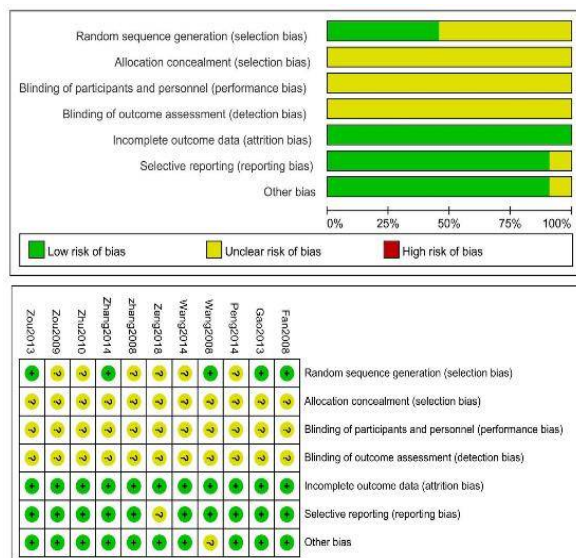 Random sequence generation (selection bias)
Allocation concealment (selection bias)
Blinding of participants and personnel (performance bias)
Blinding of outcome assessment (detection bias)
Incomplete outcome data (attrition bias)
Selective reporting (reporting bias)
Other bias
0% 25% 50% 75% 100%
Low risk of bias Unclear risk of bias High risk of bias
Zou2013 Zou2009 Zhu2010 Zhang2014 zhang2008 Zeng2018 Wang2014 Wang2008 Peng2014 Gao2013 Fan2008
+ ? ? + ? ? ? + ? + + Random sequence generation (selection bias)
? ? ? ? ? ? ? ? ? ? ? Allocation concealment (selection bias)
? ? ? ? ? ? ? ? ? ? ? Blinding of participants and personnel (performance bias)
? ? ? ? ? ? ? ? ? ? ? Blinding of outcome assessment (detection bias)
+ + + + + + + + + + + Incomplete outcome data (attrition bias)
+ + + + + ? + + + + + Selective reporting (reporting bias)
+ + + + + + + ? + + + Other bias